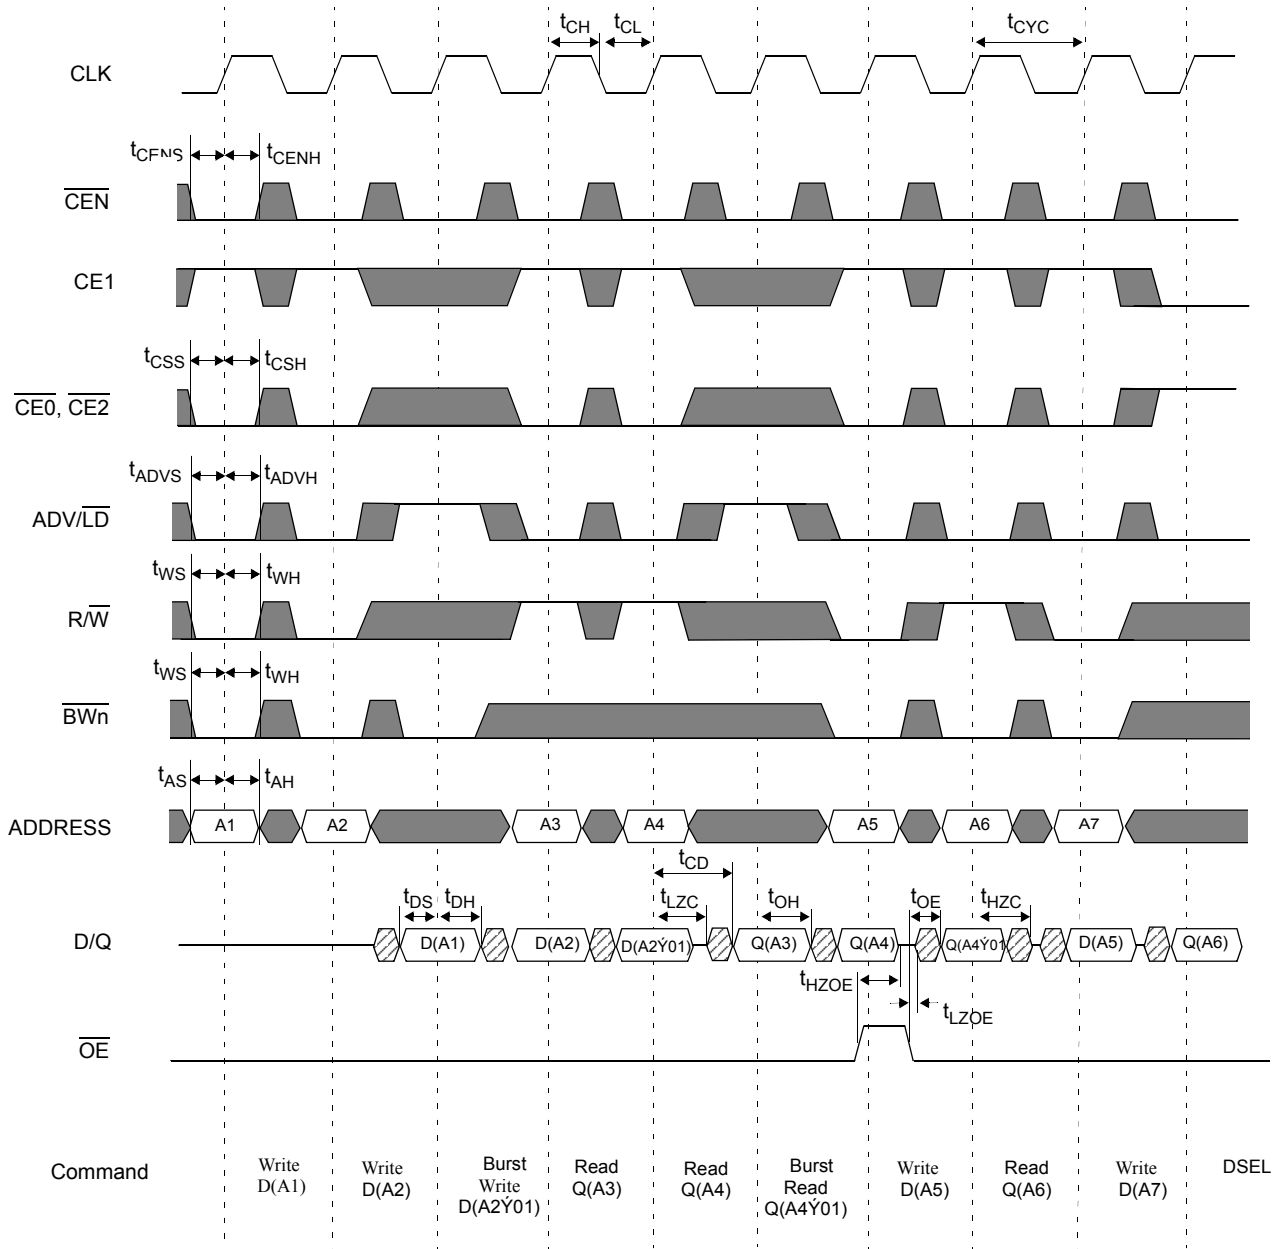 tCH tCL tCYC
CLK
tCENS tCENH
CEN
CE1
tCSS tCSH
CE0, CE2
tADVS tADVH
ADV/LD
tWS tWH
R/W
tWS tWH
BWn
tAS tAH
ADDRESS A1 A2 A3 A4 A5 A6 A7
tCD
tDS tDH tLZC tOH tOE tHZC
D/Q D(A1) D(A2) D(A2Ý01) Q(A3) Q(A4) Q(A4Ý01 D(A5) Q(A6)
tHZOE
tLZOE
OE
Command
Write
D(A1)
Write
D(A2)
Burst
Write
D(A2Ý01)
Read
Q(A3)
Read
Q(A4)
Burst
Read
Q(A4Ý01)
Write
D(A5)
Read
Q(A6)
Write
D(A7)
DSEL